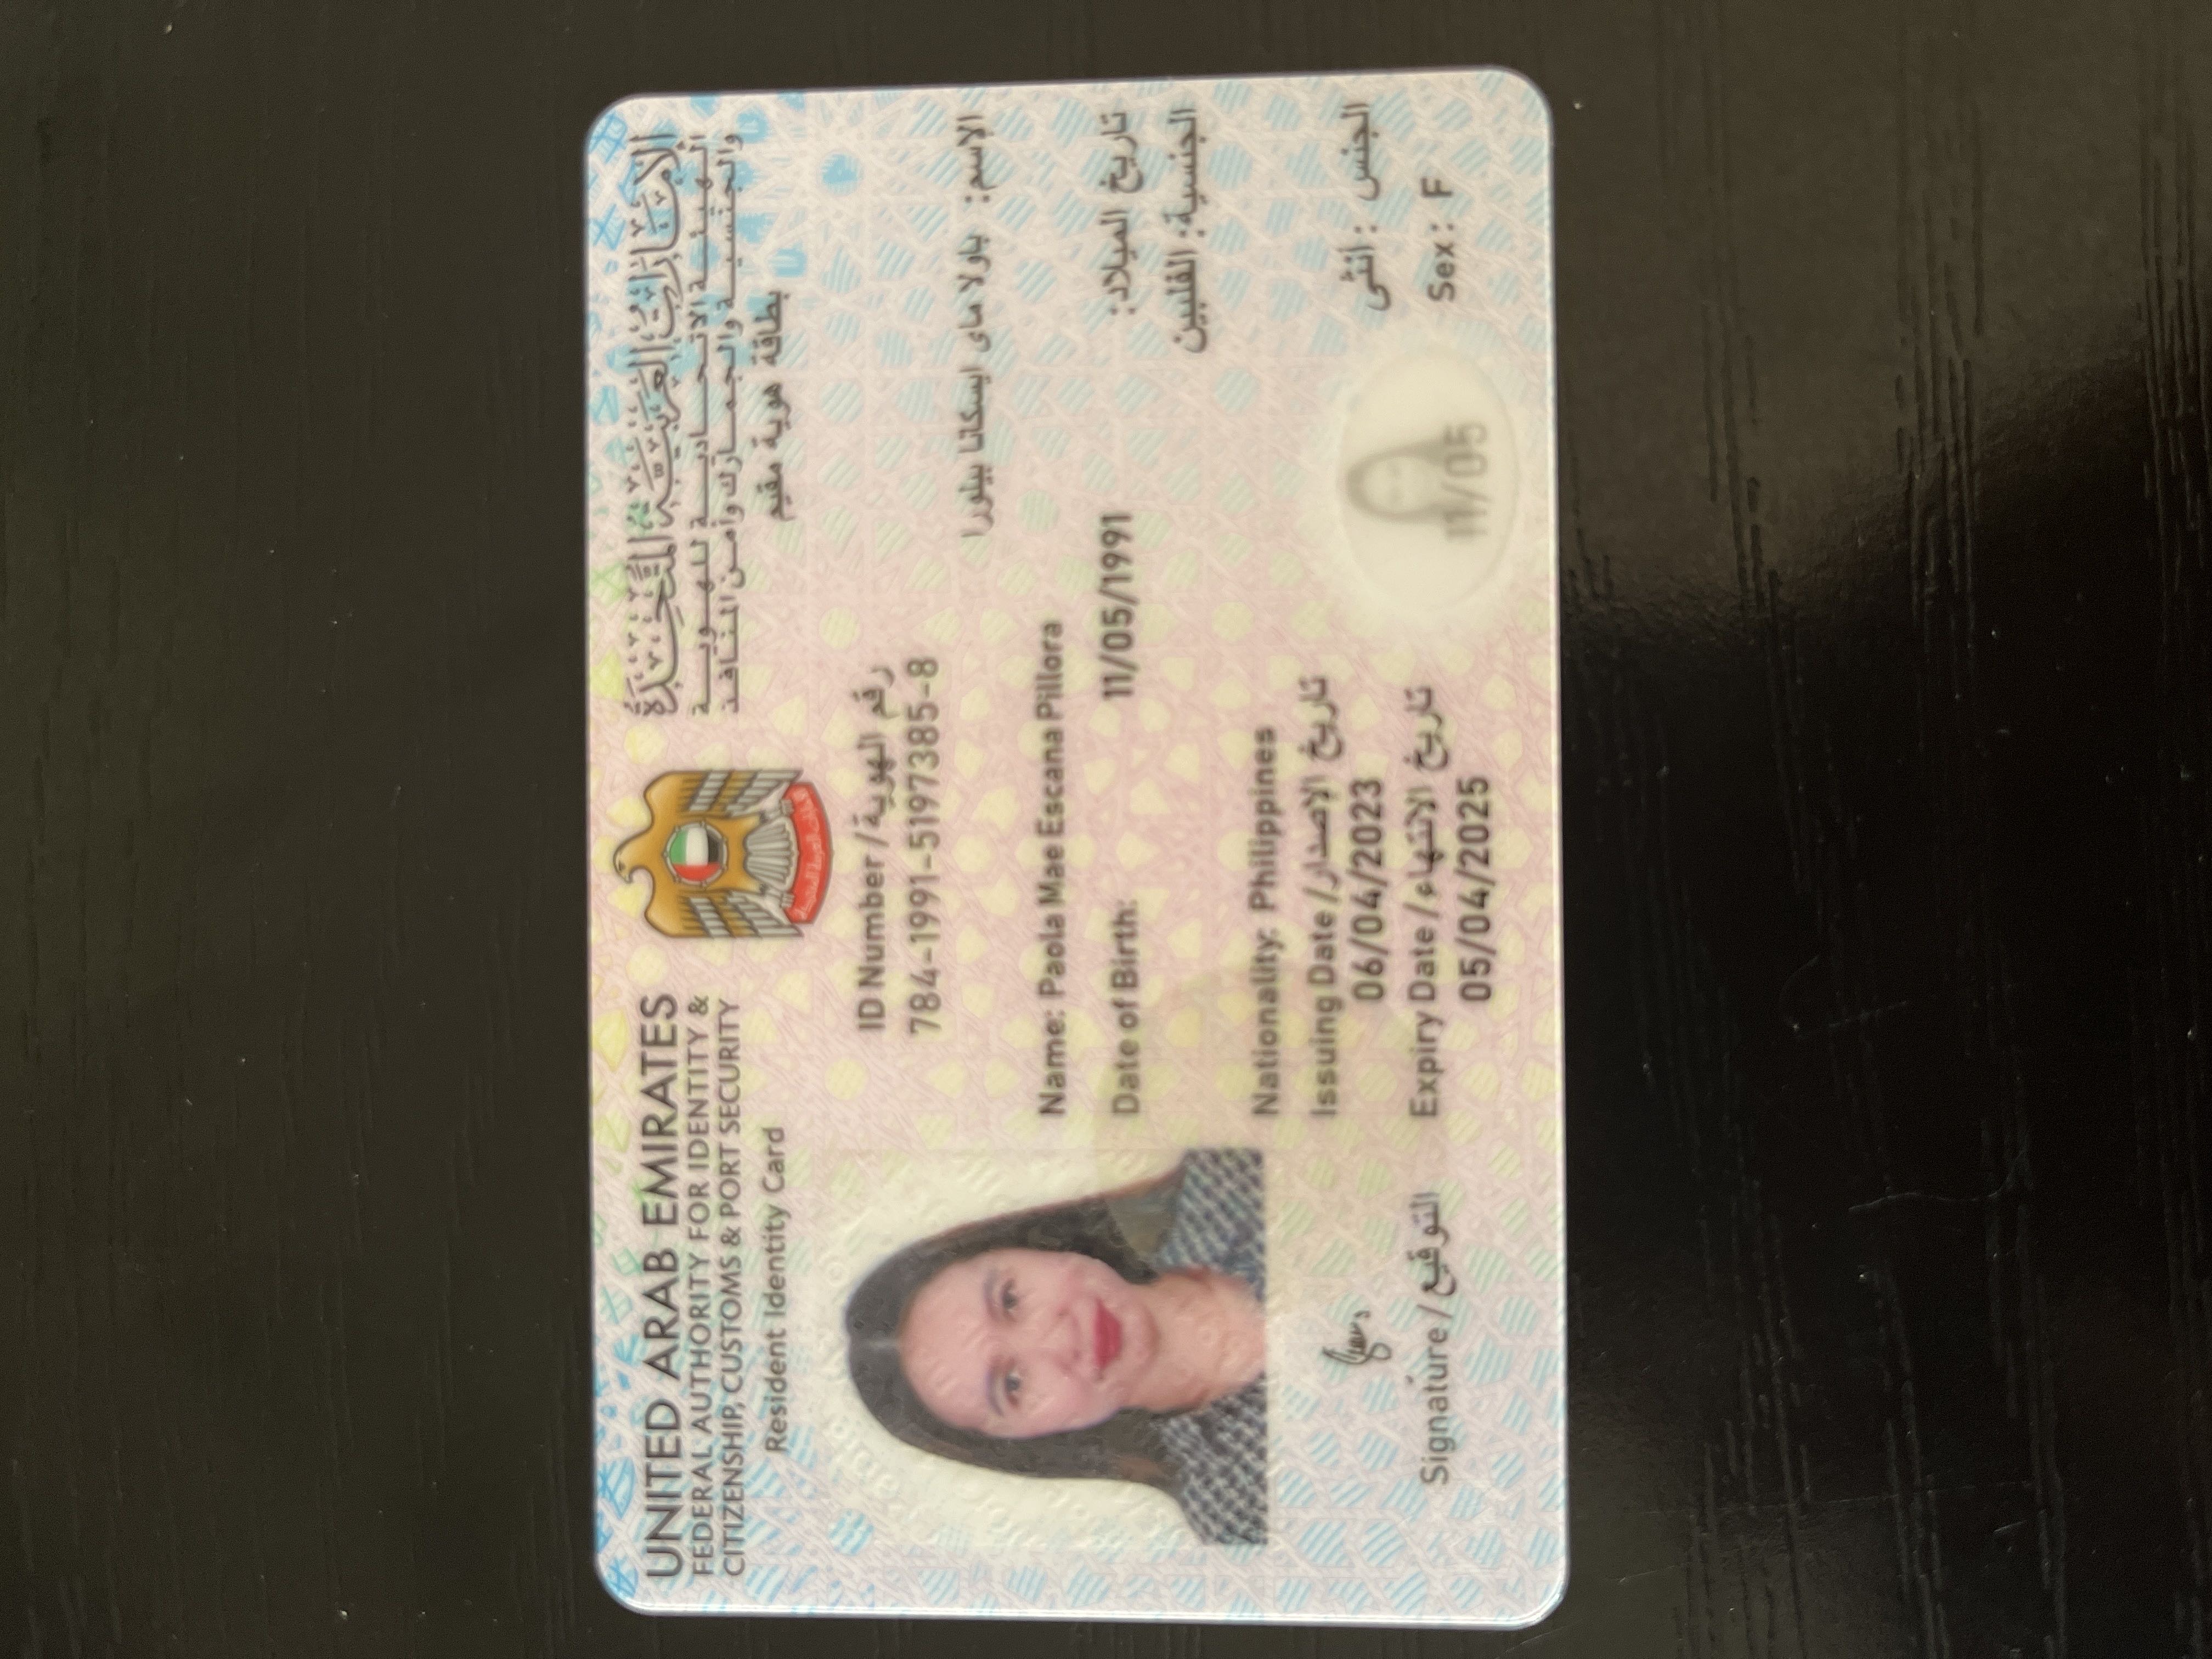 UNITED ARAB EMIRATES
FEDERAL AUTHORITY FOR IDENTITY &
CITIZENSHIP, CUSTOMS & PORT SECURITY
Resident Identity Card
الإمارات العربية المتحدة
الهيئة الاتحادية للهوية
والجنسية والجمارك وأمن المنافذ
بطاقة هوية مقيم
ID Number / رقم الهوية
784-1991-5197385-8
الإسم: باولا ماى ايسكانا بيلورا
Name: Paola Mae Escana Pillora
Date of Birth: 11/05/1991 تاريخ الميلاد:
الجنسية: الفلبين
Nationality: Philippines
Issuing Date / تاريخ الاصدار
06/04/2023
Expiry Date / تاريخ الانتهاء
05/04/2025
الجنس : أنثى
Sex: F
11/05
Signature / التوقيع